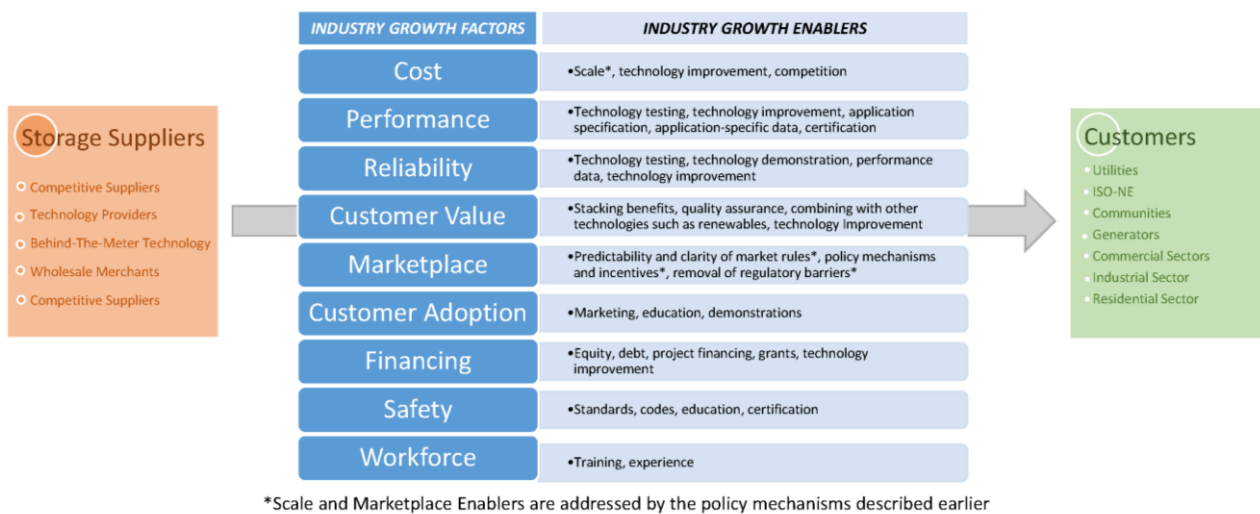 INDUSTRY GROWTH FACTORS
INDUSTRY GROWTH ENABLERS
Storage Suppliers
Competitive Suppliers
Technology Providers
Behind-The-Meter Technology
Wholesale Merchants
Competitive Suppliers
Cost
•Scale*, technology improvement, competition
Performance
•Technology testing, technology improvement, application
specification, application-specific data, certification
Reliability
•Technology testing, technology demonstration, performance
data, technology improvement
Customer Value
•Stacking benefits, quality assurance, combining with other
technologies such as renewables, technology Improvement
Marketplace
•Predictability and clarity of market rules*, policy mechanisms
and incentives*, removal of regulatory barriers*
Customer Adoption
•Marketing, education, demonstrations
Financing
•Equity, debt, project financing, grants, technology
improvement
Safety
•Standards, codes, education, certification
Workforce
•Training, experience
Customers
•Utilities
•ISO-NE
•Communities
•Generators
•Commercial Sectors
•Industrial Sector
•Residential Sector
*Scale and Marketplace Enablers are addressed by the policy mechanisms described earlier